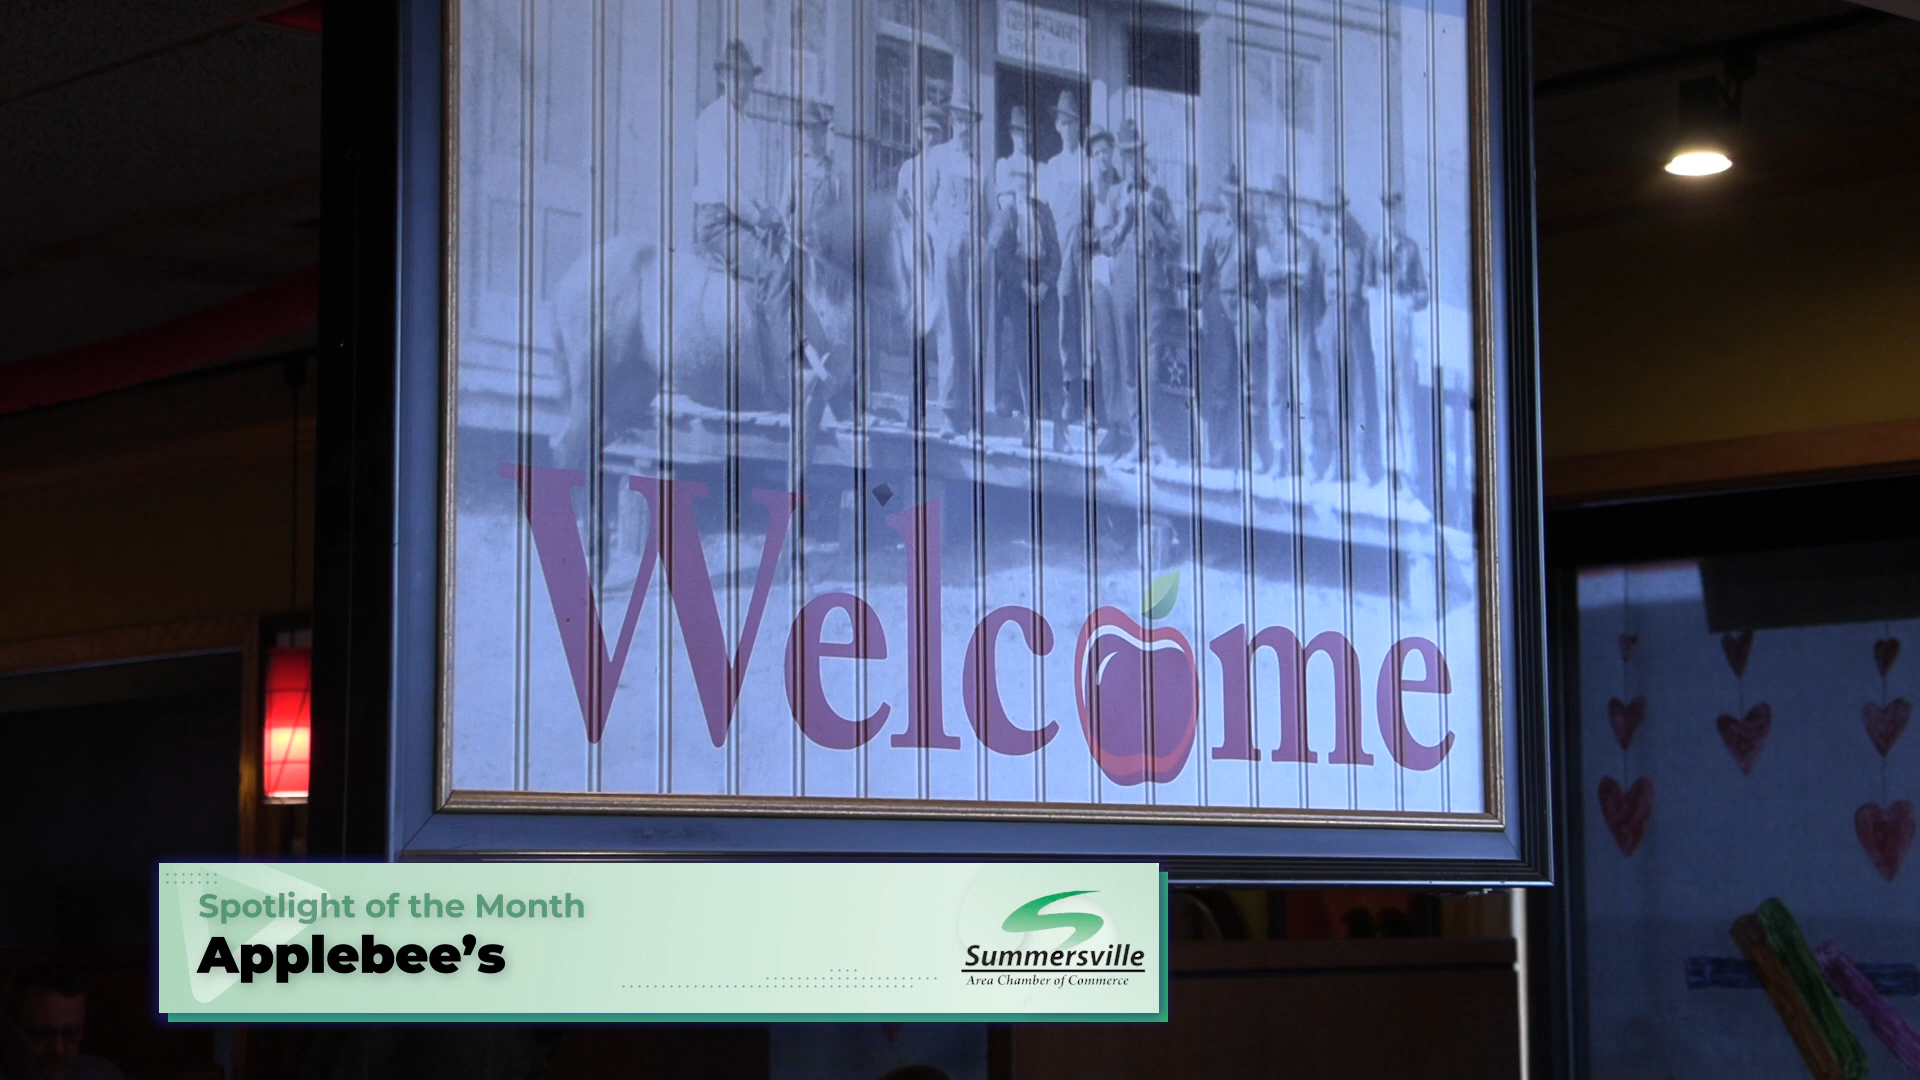 Welcome
Spotlight of the Month
Applebee's
Summersville
Area Chamber of Commerce